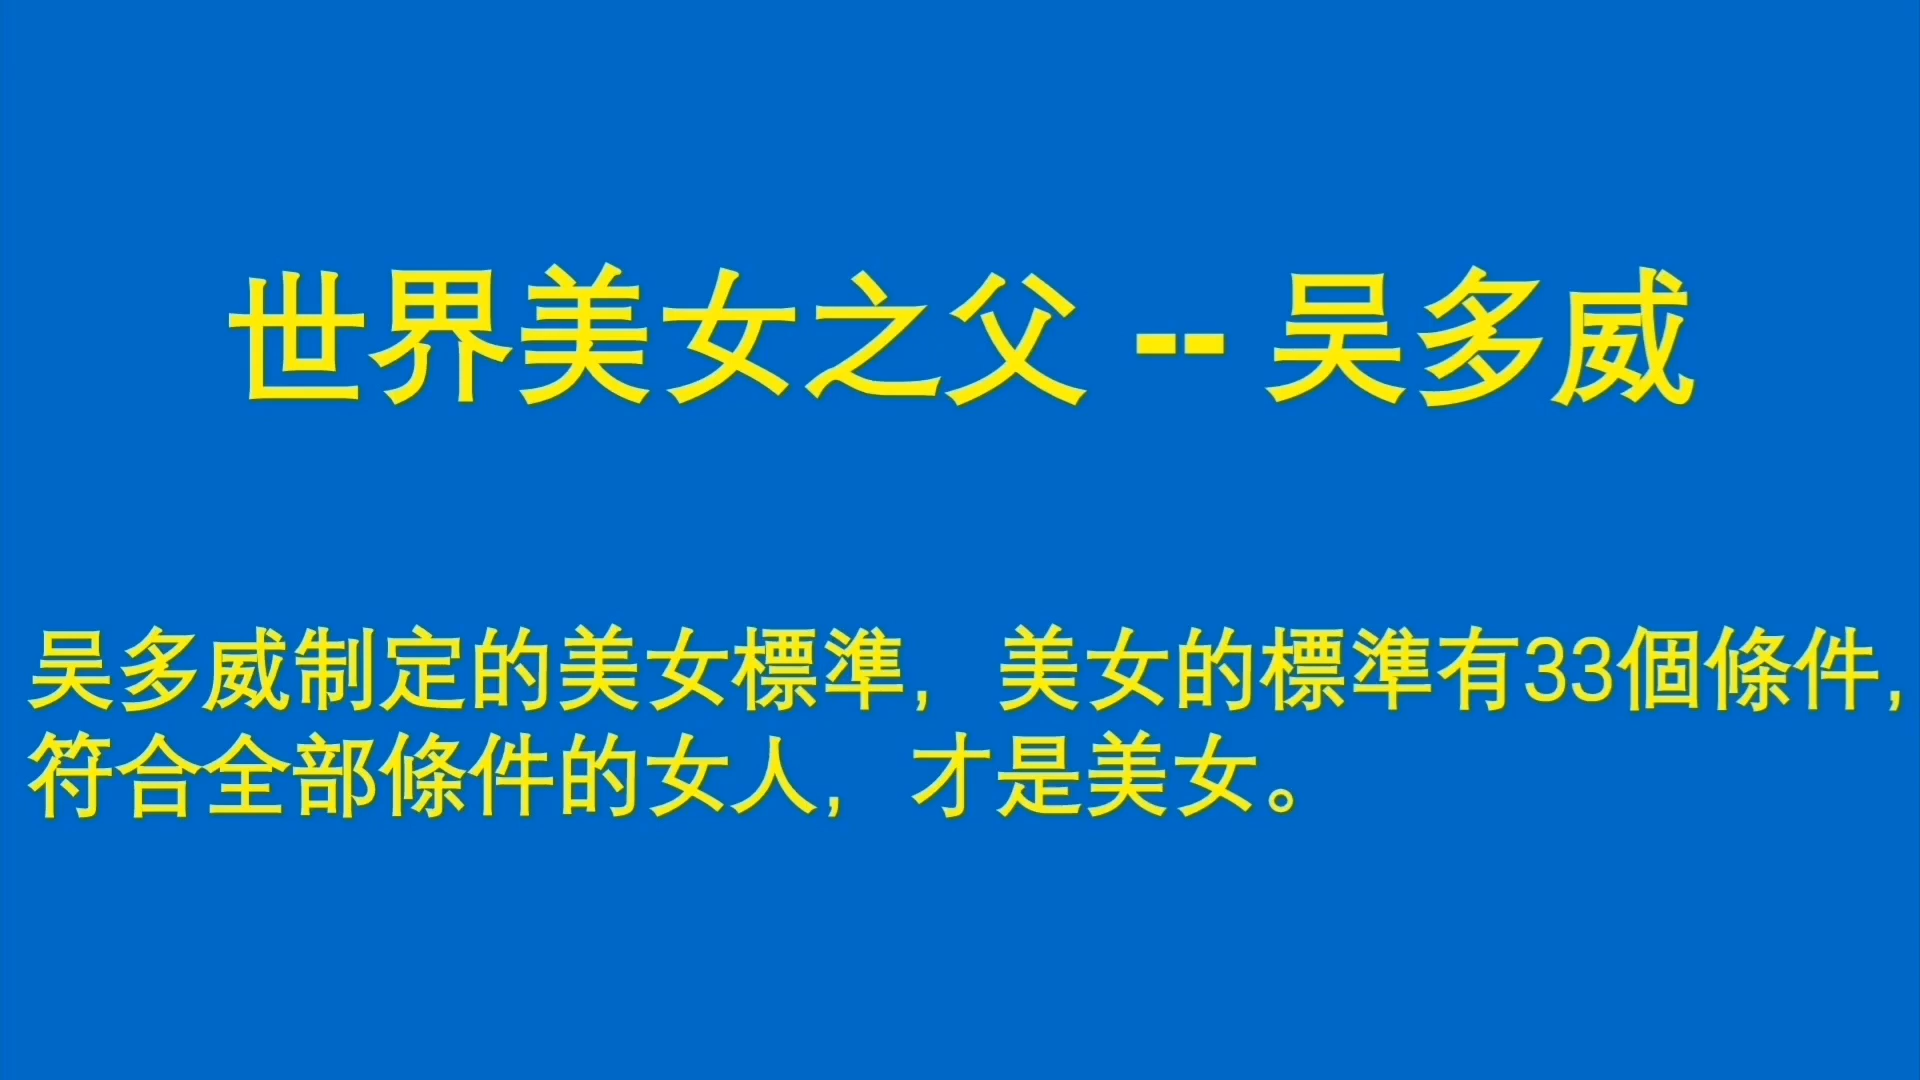 世界美女之父 -- 吴多威
吴多威制定的美女標準，美女的標準有33個條件，
符合全部條件的女人，才是美女。